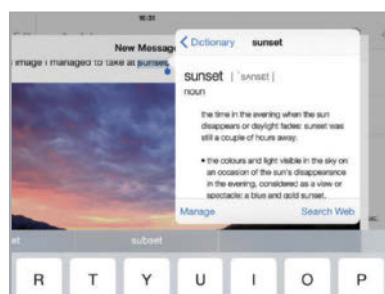 16:31
New Message
image I managed to take at sunset,
Dictionary sunset
sunset | ˈsʌnsɛt |
noun
the time in the evening when the sun
disappears or daylight fades: sunset was
still a couple of hours away.
• the colours and light visible in the sky on
an occasion of the sun's disappearance
in the evening, considered as a view or
spectacle: a blue and gold sunset.
Manage Search Web
subset
R T Y U I O P